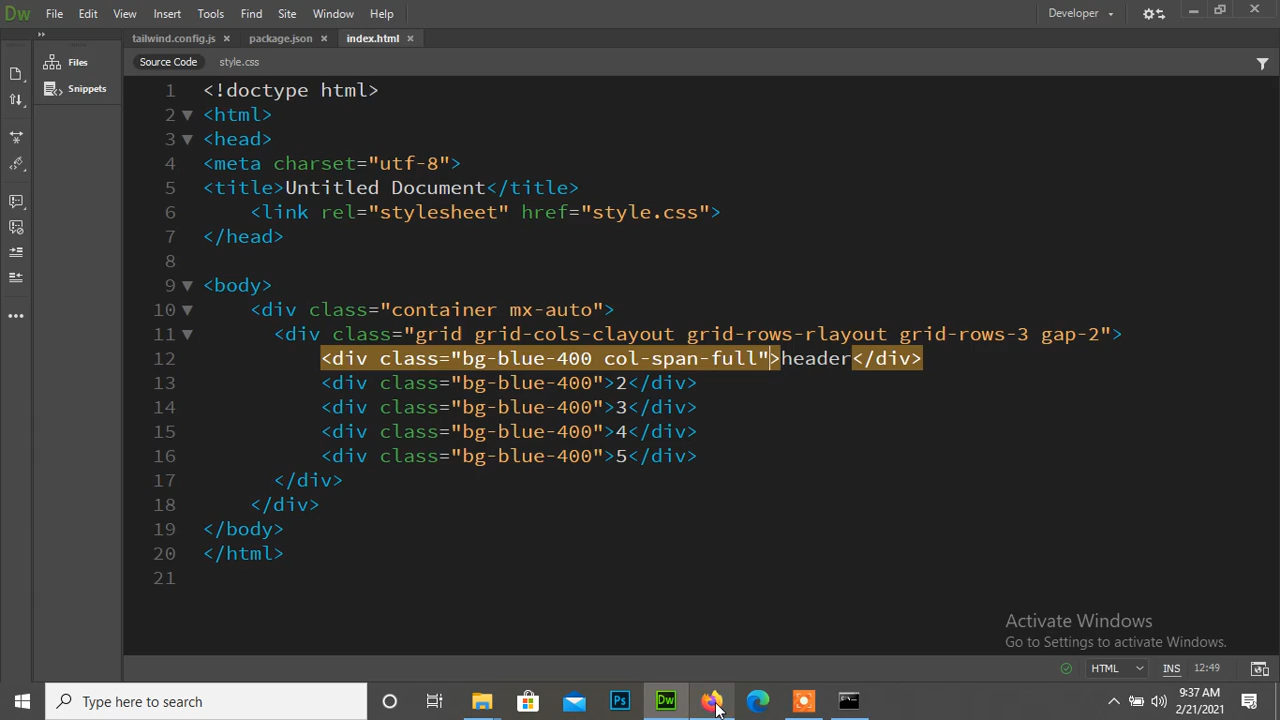 Dw File Edit View Insert Tools Find Site Window Help Developer
tailwind.config.js package.json index.html
Files Source Code style.css
Snippets
1 <!doctype html>
2 <html>
3 <head>
4 <meta charset="utf-8">
5 <title>Untitled Document</title>
6 <link rel="stylesheet" href="style.css">
7 </head>
8
9 <body>
10 <div class="container mx-auto">
11 <div class="grid grid-cols-clayout grid-rows-rlayout grid-rows-3 gap-2">
12 <div class="bg-blue-400 col-span-full">header</div>
13 <div class="bg-blue-400">2</div>
14 <div class="bg-blue-400">3</div>
15 <div class="bg-blue-400">4</div>
16 <div class="bg-blue-400">5</div>
17 </div>
18 </div>
19 </body>
20 </html>
21
Activate Windows
Go to Settings to activate Windows.
HTML INS 12:49
Type here to search Ps Dw 9:37 AM
2/21/2021